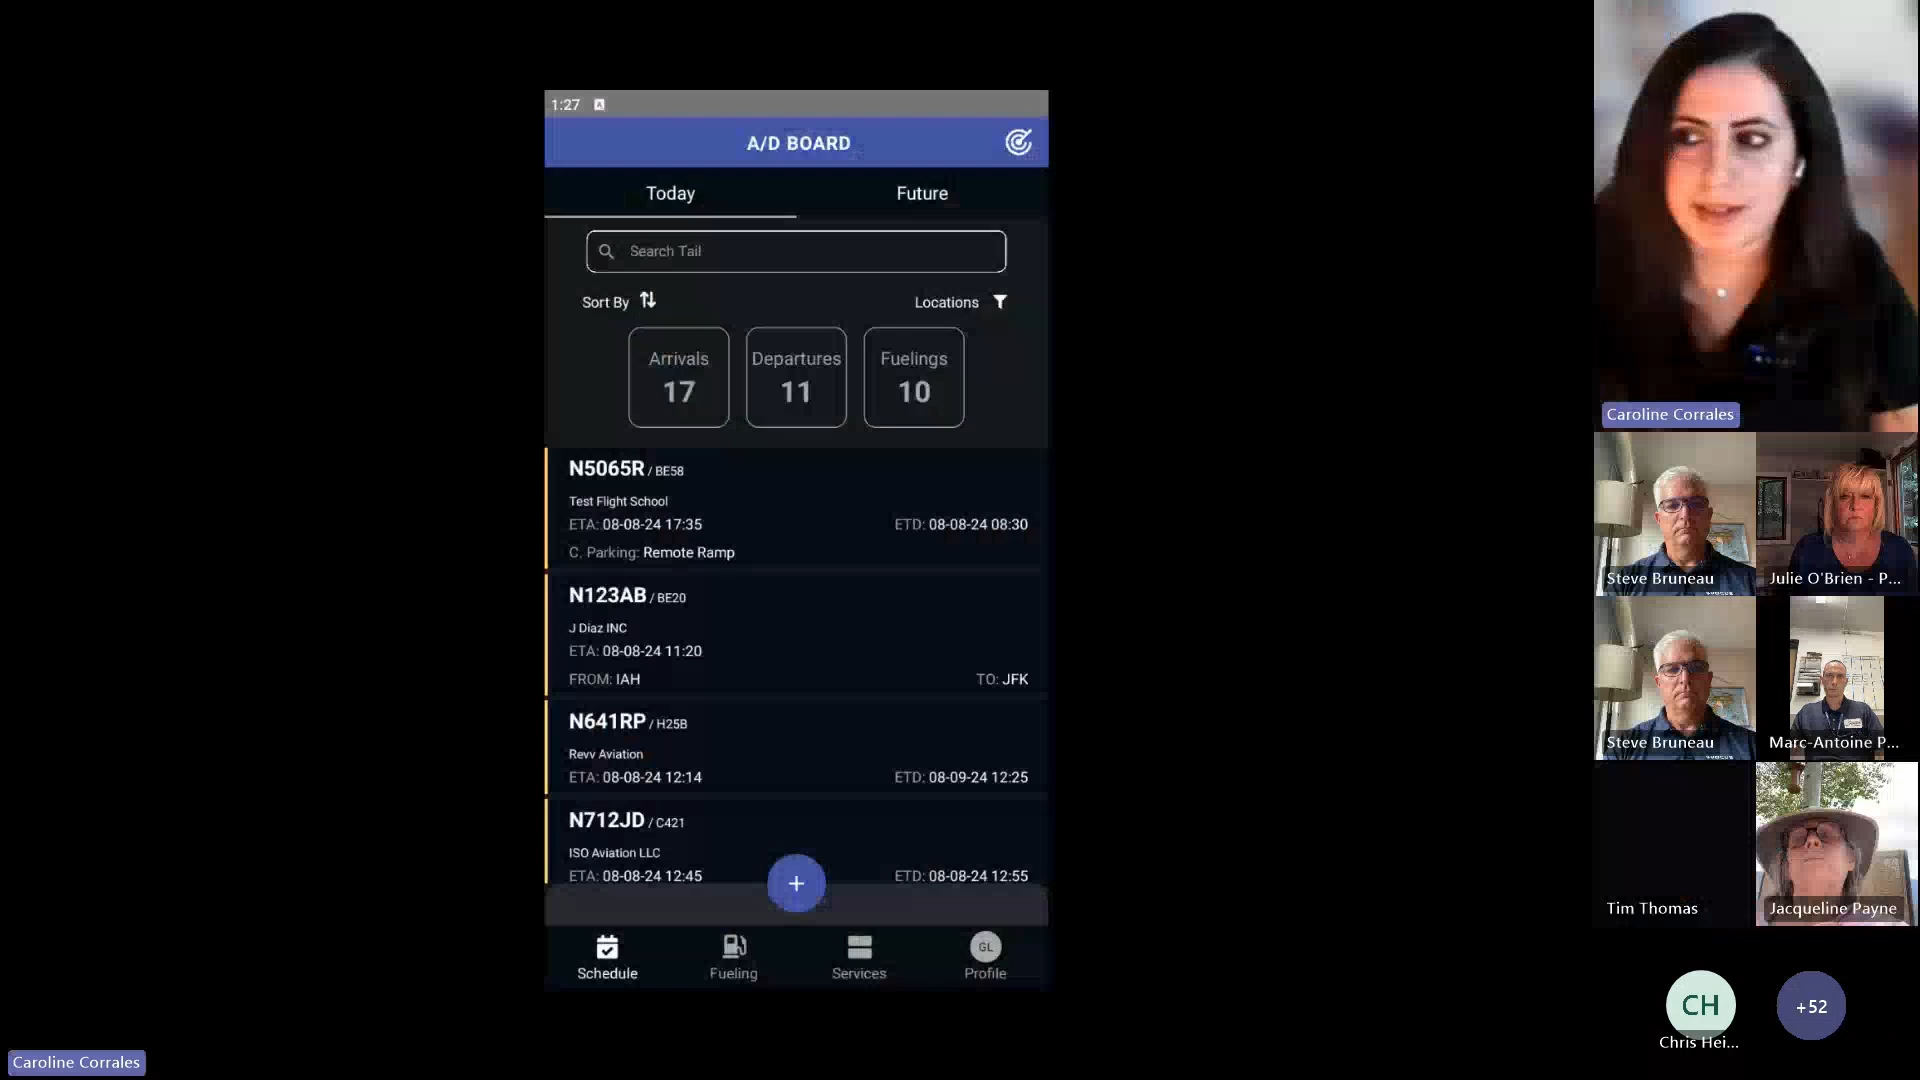 1:27
A/D BOARD
Today Future
Search Tail
Sort By Locations
Arrivals Departures Fuelings
17 11 10
N5065R / BE58
Test Flight School
ETA: 08-08-24 17:35 ETD: 08-08-24 08:30
C. Parking: Remote Ramp
N123AB / BE20
J Diaz INC
ETA: 08-08-24 11:20
FROM: IAH TO: JFK
N641RP / H25B
Revv Aviation
ETA: 08-08-24 12:14 ETD: 08-09-24 12:25
N712JD / C421
ISO Aviation LLC
ETA: 08-08-24 12:45 ETD: 08-08-24 12:55
+
GL
Schedule Fueling Services Profile
Caroline Corrales
Steve Bruneau Julie O'Brien - P...
Steve Bruneau Marc-Antoine P...
Tim Thomas Jacqueline Payne
CH +52
Chris Hei...
Caroline Corrales